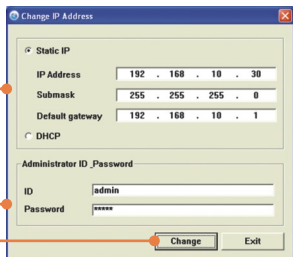 Change IP Address
Static IP
IP Address 192 . 168 . 10 . 30
Submask 255 . 255 . 255 . 0
Default gateway 192 . 168 . 10 . 1
DHCP
Administrator ID _Password
ID admin
Password *****
Change Exit